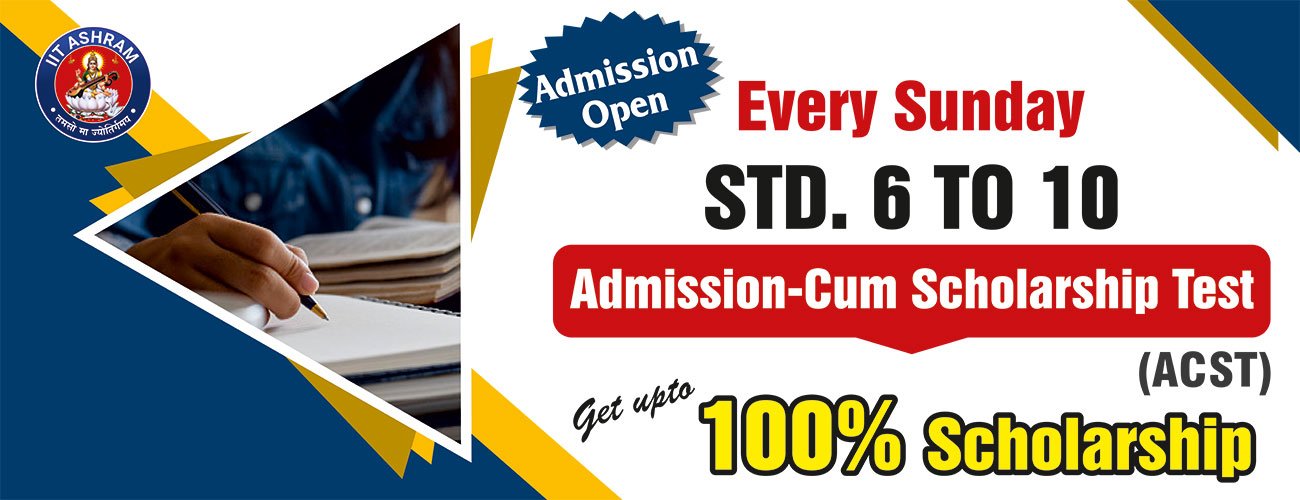 IIT ASHRAM
तमसो मा ज्योतिर्गमय
Admission
Open
Every Sunday
STD. 6 TO 10
Admission-Cum Scholarship Test
(ACST)
Get upto
100% Scholarship